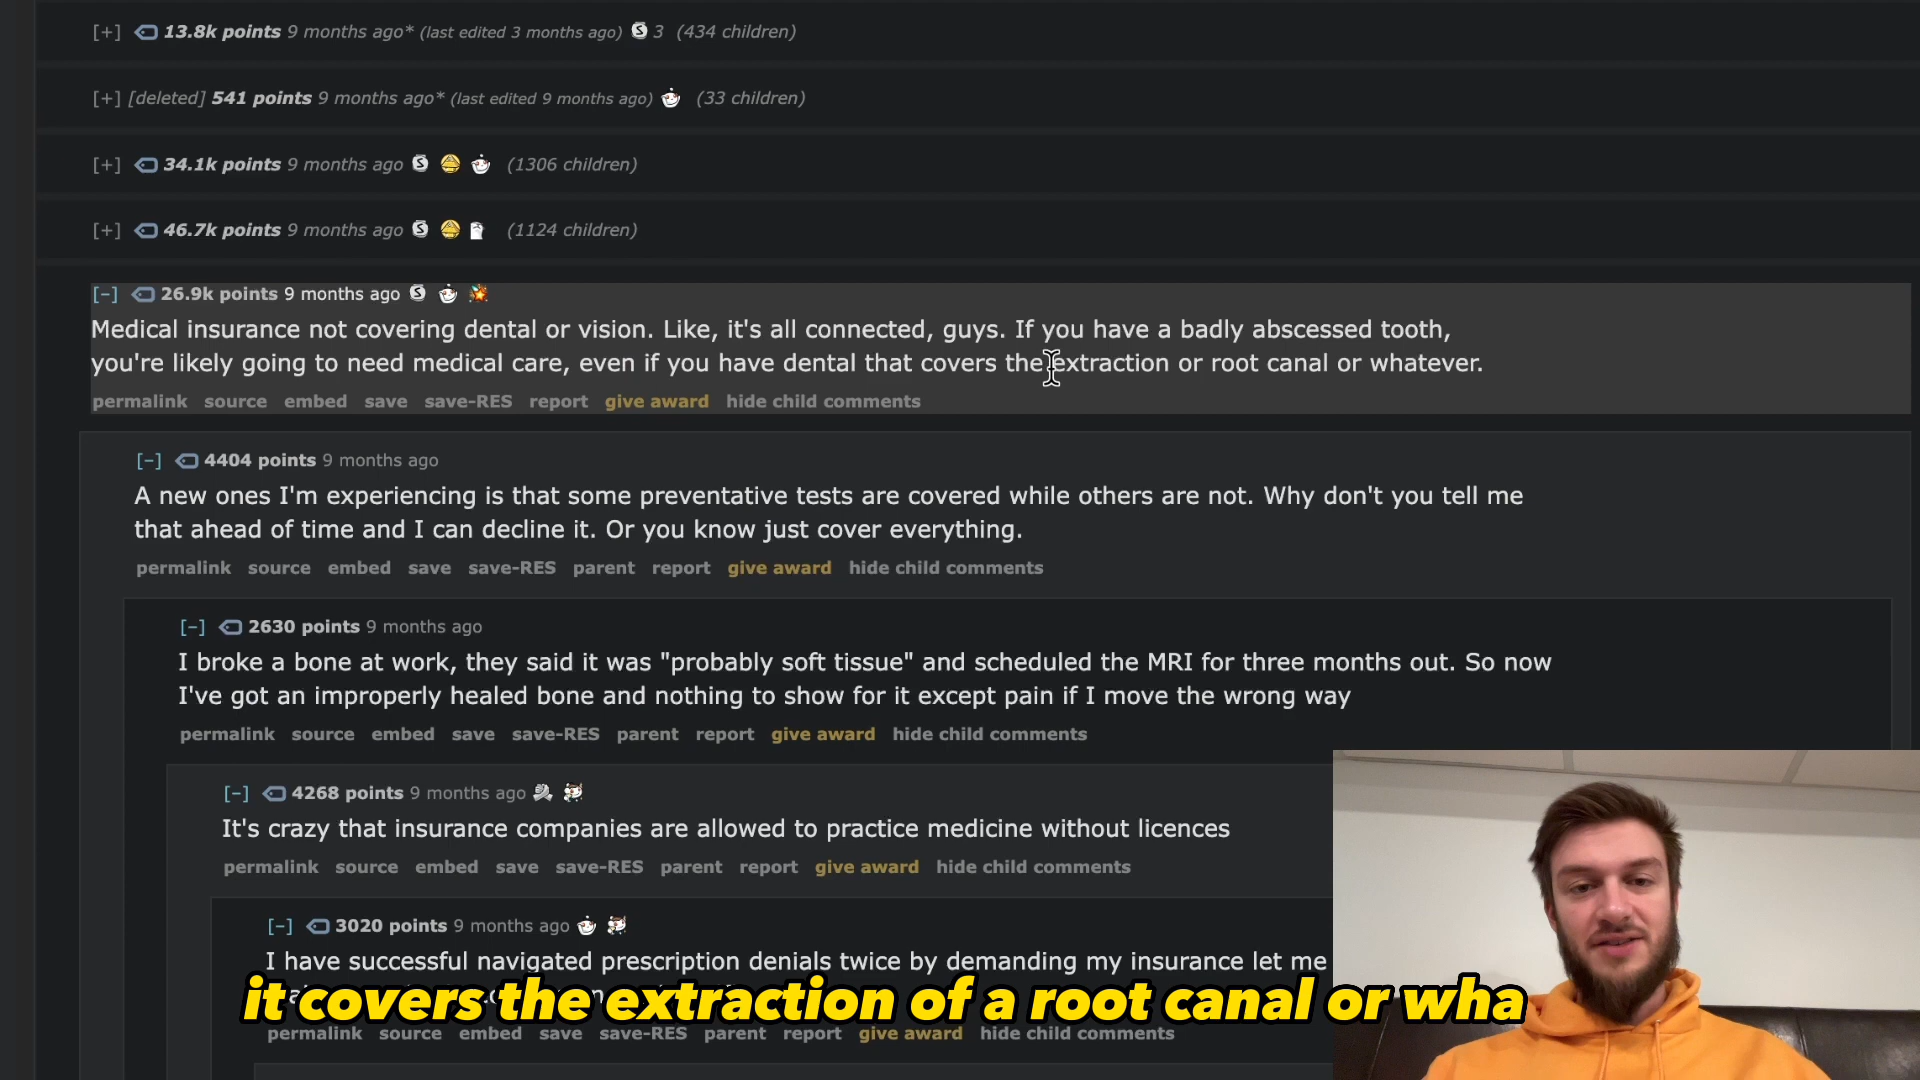 [+] 13.8k points 9 months ago* (last edited 3 months ago) S 3 (434 children)
[+] [deleted] 541 points 9 months ago* (last edited 9 months ago) (33 children)
[+] 34.1k points 9 months ago S (1306 children)
[+] 46.7k points 9 months ago S (1124 children)
[−] 26.9k points 9 months ago S
Medical insurance not covering dental or vision. Like, it's all connected, guys. If you have a badly abscessed tooth,
you're likely going to need medical care, even if you have dental that covers the extraction or root canal or whatever.
permalink source embed save save-RES report give award hide child comments
[−] 4404 points 9 months ago
A new ones I'm experiencing is that some preventative tests are covered while others are not. Why don't you tell me
that ahead of time and I can decline it. Or you know just cover everything.
permalink source embed save save-RES parent report give award hide child comments
[−] 2630 points 9 months ago
I broke a bone at work, they said it was "probably soft tissue" and scheduled the MRI for three months out. So now
I've got an improperly healed bone and nothing to show for it except pain if I move the wrong way
permalink source embed save save-RES parent report give award hide child comments
[−] 4268 points 9 months ago
It's crazy that insurance companies are allowed to practice medicine without licences
permalink source embed save save-RES parent report give award hide child comments
[−] 3020 points 9 months ago
I have successful navigated prescription denials twice by demanding my insurance let me
it covers the extraction of a root canal or wha
permalink source embed save save-RES parent report give award hide child comments